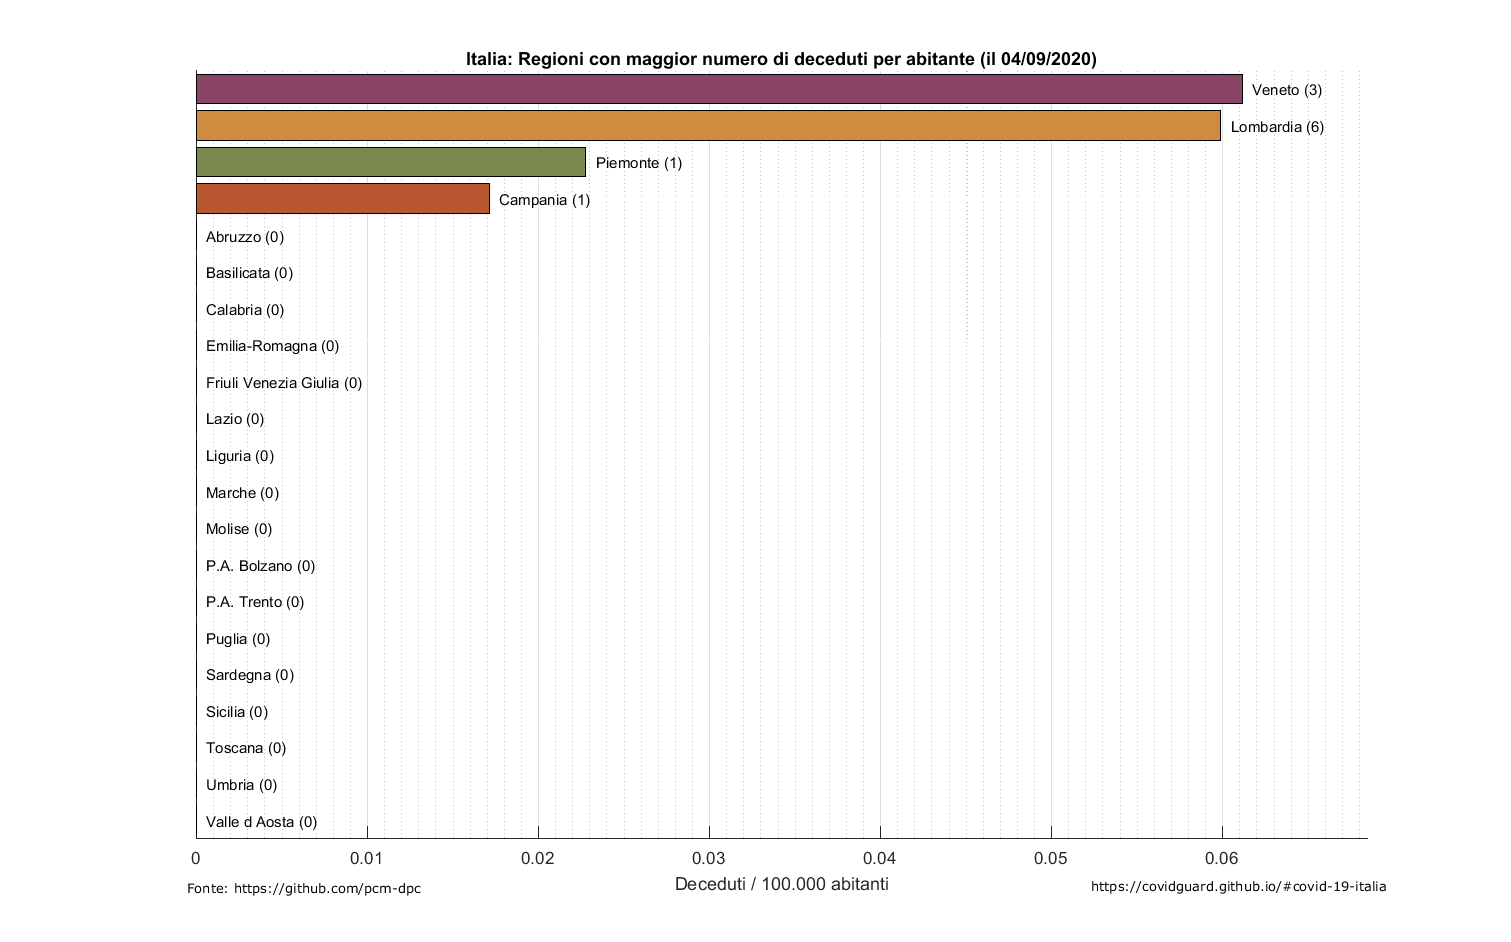 Italia: Regioni con maggior numero di deceduti per abitante (il 04/09/2020)
Veneto (3)
Lombardia (6)
Piemonte (1)
Campania (1)
Abruzzo (0)
Basilicata (0)
Calabria (0)
Emilia-Romagna (0)
Friuli Venezia Giulia (0)
Lazio (0)
Liguria (0)
Marche (0)
Molise (0)
P.A. Bolzano (0)
P.A. Trento (0)
Puglia (0)
Sardegna (0)
Sicilia (0)
Toscana (0)
Umbria (0)
Valle d Aosta (0)
0 0.01 0.02 0.03 0.04 0.05 0.06
Deceduti / 100.000 abitanti
Fonte: https://github.com/pcm-dpc
https://covidguard.github.io/#covid-19-italia